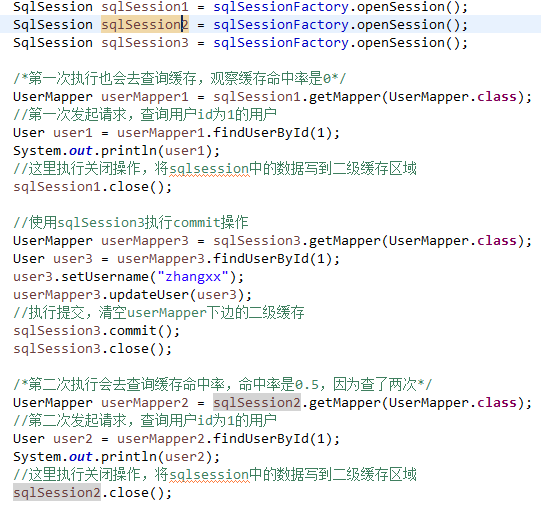 SqlSession sqlSession1 = sqlSessionFactory.openSession();
SqlSession sqlSession2 = sqlSessionFactory.openSession();
SqlSession sqlSession3 = sqlSessionFactory.openSession();
/*第一次执行也会去查询缓存，观察缓存命中率是0*/
UserMapper userMapper1 = sqlSession1.getMapper(UserMapper.class);
//第一次发起请求，查询用户id为1的用户
User user1 = userMapper1.findUserById(1);
System.out.println(user1);
//这里执行关闭操作，将sqlsession中的数据写到二级缓存区域
sqlSession1.close();
//使用sqlSession3执行commit操作
UserMapper userMapper3 = sqlSession3.getMapper(UserMapper.class);
User user3 = userMapper3.findUserById(1);
user3.setUsername("zhangxx");
userMapper3.updateUser(user3);
//执行提交，清空userMapper下边的二级缓存
sqlSession3.commit();
sqlSession3.close();
/*第二次执行会去查询缓存命中率，命中率是0.5，因为查了两次*/
UserMapper userMapper2 = sqlSession2.getMapper(UserMapper.class);
//第二次发起请求，查询用户id为1的用户
User user2 = userMapper2.findUserById(1);
System.out.println(user2);
//这里执行关闭操作，将sqlsession中的数据写到二级缓存区域
sqlSession2.close();